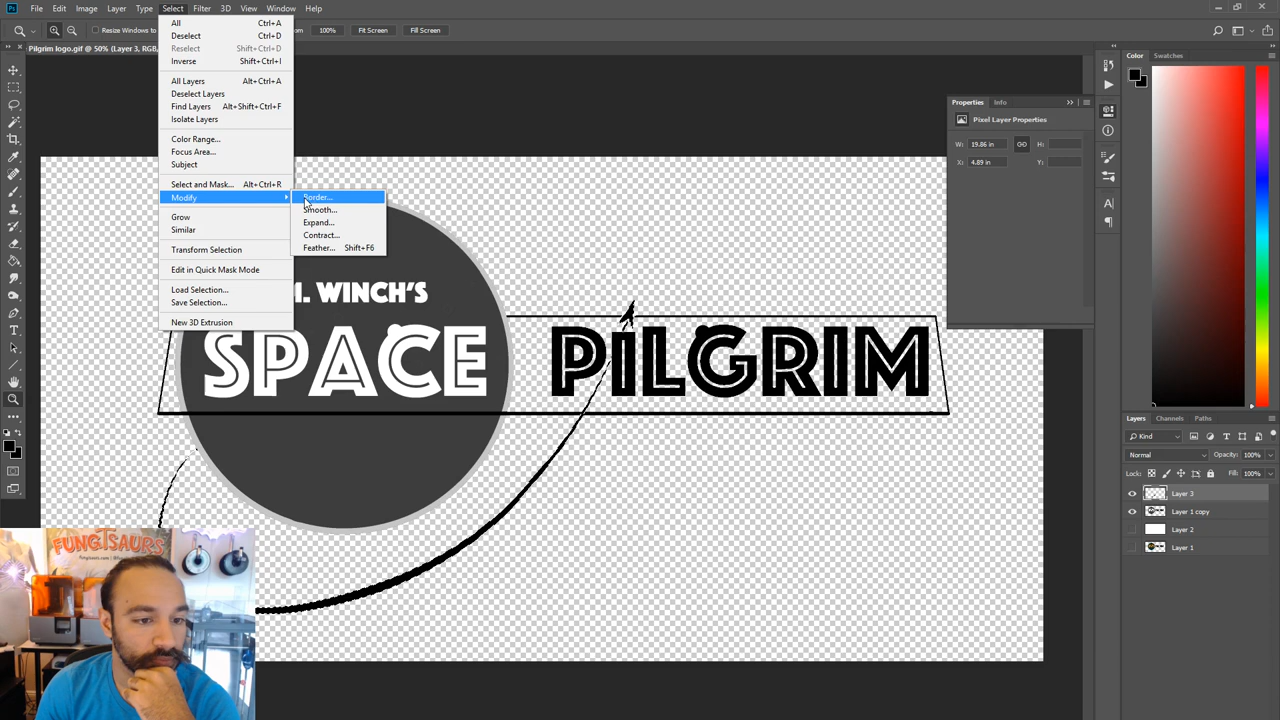 File Edit Image Layer Type Select Filter 3D View Window Help
Resize Windows to
100% Fit Screen Fill Screen
Pilgrim logo.gif @ 50% (Layer 3, RGB,
All Ctrl+A
Deselect Ctrl+D
Reselect Shift+Ctrl+D
Inverse Shift+Ctrl+I
All Layers Alt+Ctrl+A
Deselect Layers
Find Layers Alt+Shift+Ctrl+F
Isolate Layers
Color Range...
Focus Area...
Subject
Select and Mask... Alt+Ctrl+R
Modify
Grow
Similar
Transform Selection
Edit in Quick Mask Mode
Load Selection...
Save Selection...
New 3D Extrusion
Border...
Smooth...
Expand...
Contract...
Feather... Shift+F6
M. WINCH'S
SPACE PILGRIM
Properties Info
Pixel Layer Properties
W: 19.86 in H:
X: 4.89 in Y:
Color Swatches
Layers Channels Paths
Kind
Normal Opacity: 100%
Lock: Fill: 100%
Layer 3
Layer 1 copy
Layer 2
Layer 1
FUNGISAURS